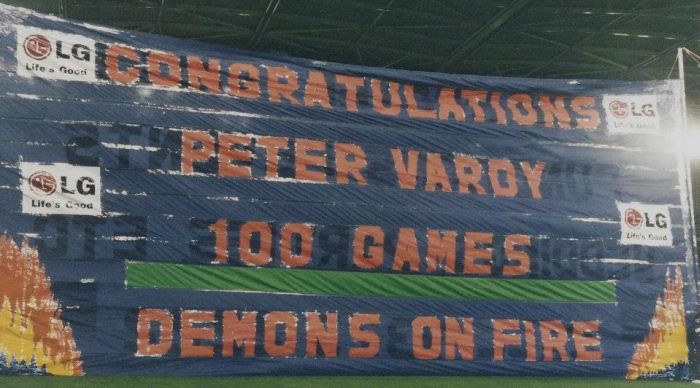 LG
Life's Good
CONGRATULATIONS
LG
Life's Good
PETER VARDY
LG
Life's Good
LG
Life's Good
100 GAMES
DEMONS ON FIRE